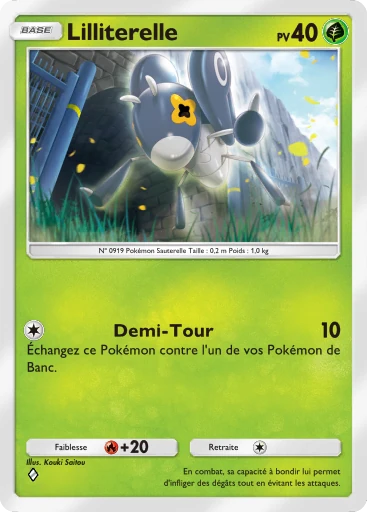 BASE
Lilliterelle
PV 40
N° 0919 Pokémon Sauterelle Taille : 0,2 m Poids : 1,0 kg
Demi-Tour 10
Échangez ce Pokémon contre l'un de vos Pokémon de
Banc.
Faiblesse +20 Retraite
Illus. Kouki Saitou
En combat, sa capacité à bondir lui permet
d'infliger des dégâts tout en évitant les attaques.